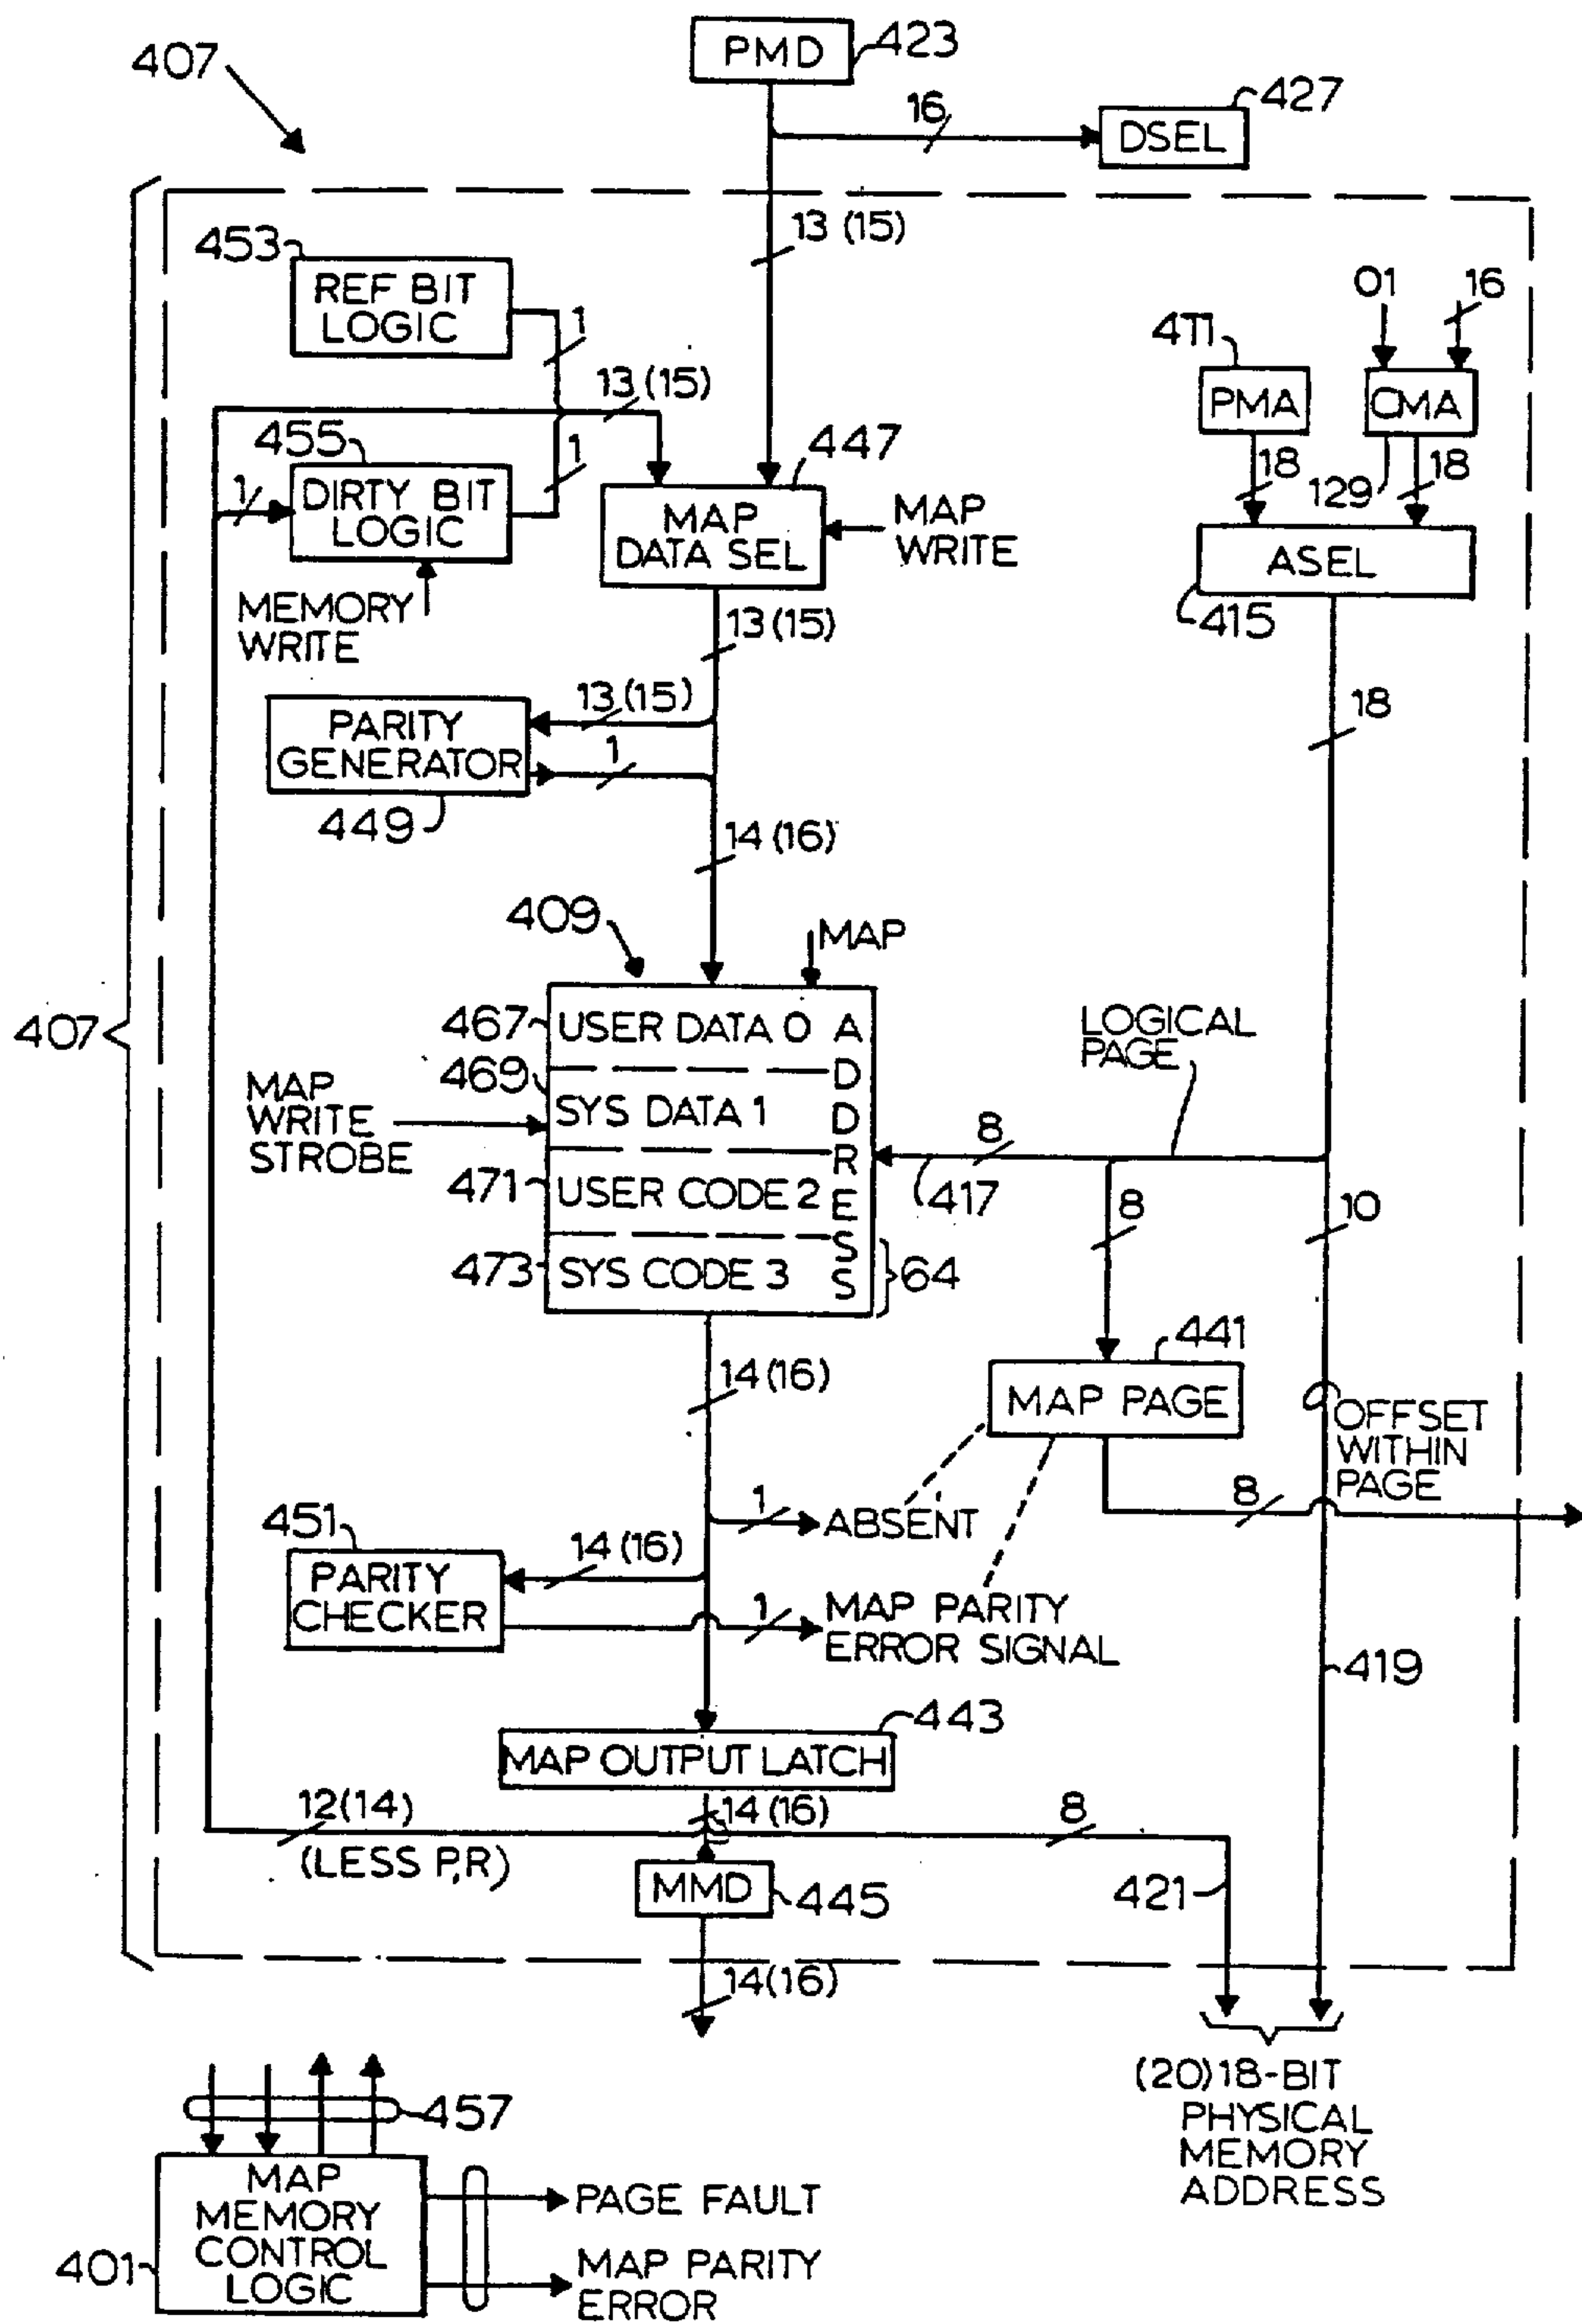 PMD
423
407
16
427
DSEL
13 (15)
453
REF BIT
LOGIC
1
01
16
411
PMA
CMA
13 (15)
455
1
1
DIRTY BIT
LOGIC
447
MAP
DATA SEL
MAP
WRITE
18
129
18
ASEL
415
MEMORY
WRITE
13 (15)
13 (15)
PARITY
GENERATOR
1
449
18
14 (16)
409
MAP
407
467
USER DATA 0
469
SYS DATA 1
471
USER CODE 2
473
SYS CODE 3
ADDRESS
64
MAP
WRITE
STROBE
LOGICAL
PAGE
8
417
8
10
14 (16)
441
MAP PAGE
OFFSET
WITHIN
PAGE
8
1
ABSENT
451
14 (16)
PARITY
CHECKER
1
MAP PARITY
ERROR SIGNAL
419
443
MAP OUTPUT LATCH
12(14)
(LESS P,R)
14 (16)
8
MMD
445
421
14(16)
(20)18-BIT
PHYSICAL
MEMORY
ADDRESS
457
MAP
MEMORY
CONTROL
LOGIC
401
PAGE FAULT
MAP PARITY
ERROR